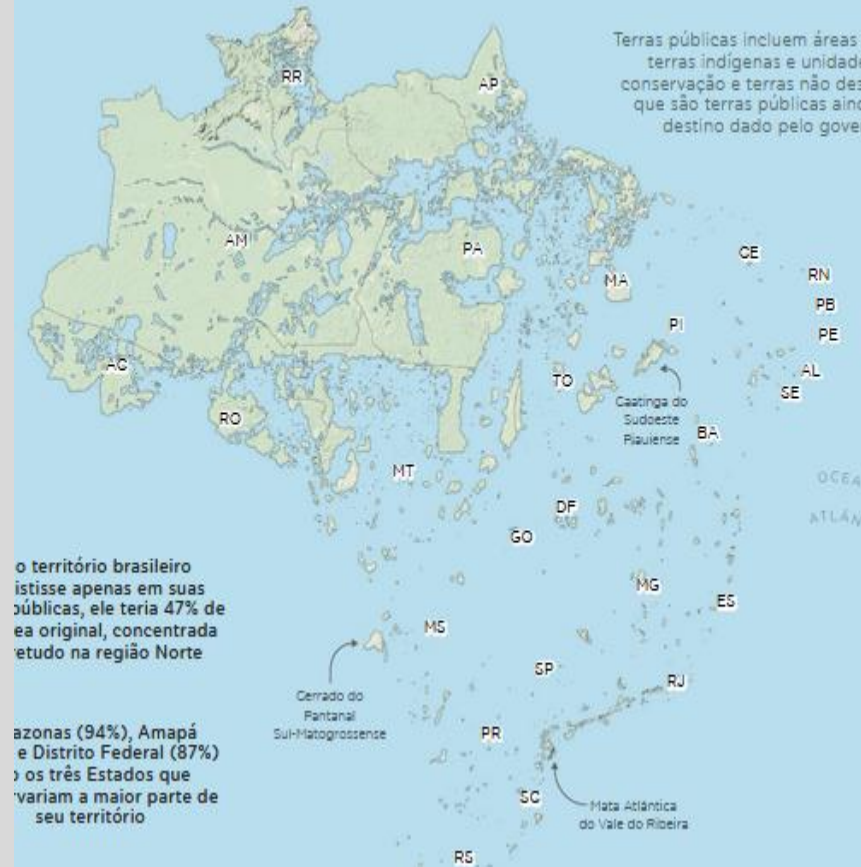 Terras públicas incluem áreas
terras indígenas e unidade
conservação e terras não des
que são terras públicas aind
destino dado pelo gove
RR
AP
AM
PA
MA
CE
RN
PB
PE
PI
AL
SE
AC
TO
Caatinga do
Sudoeste
Piauiense
RO
BA
MT
OCEA
ATLÂN
DF
GO
o território brasileiro
istisse apenas em suas
públicas, ele teria 47% de
ea original, concentrada
retudo na região Norte
MG
ES
MS
SP
RJ
Cerrado do
Pantanal
Sul-Matogrossense
azonas (94%), Amapá
e Distrito Federal (87%)
o os três Estados que
rvariam a maior parte de
seu território
PR
SC
Mata Atlântica
do Vale do Ribeira
RS